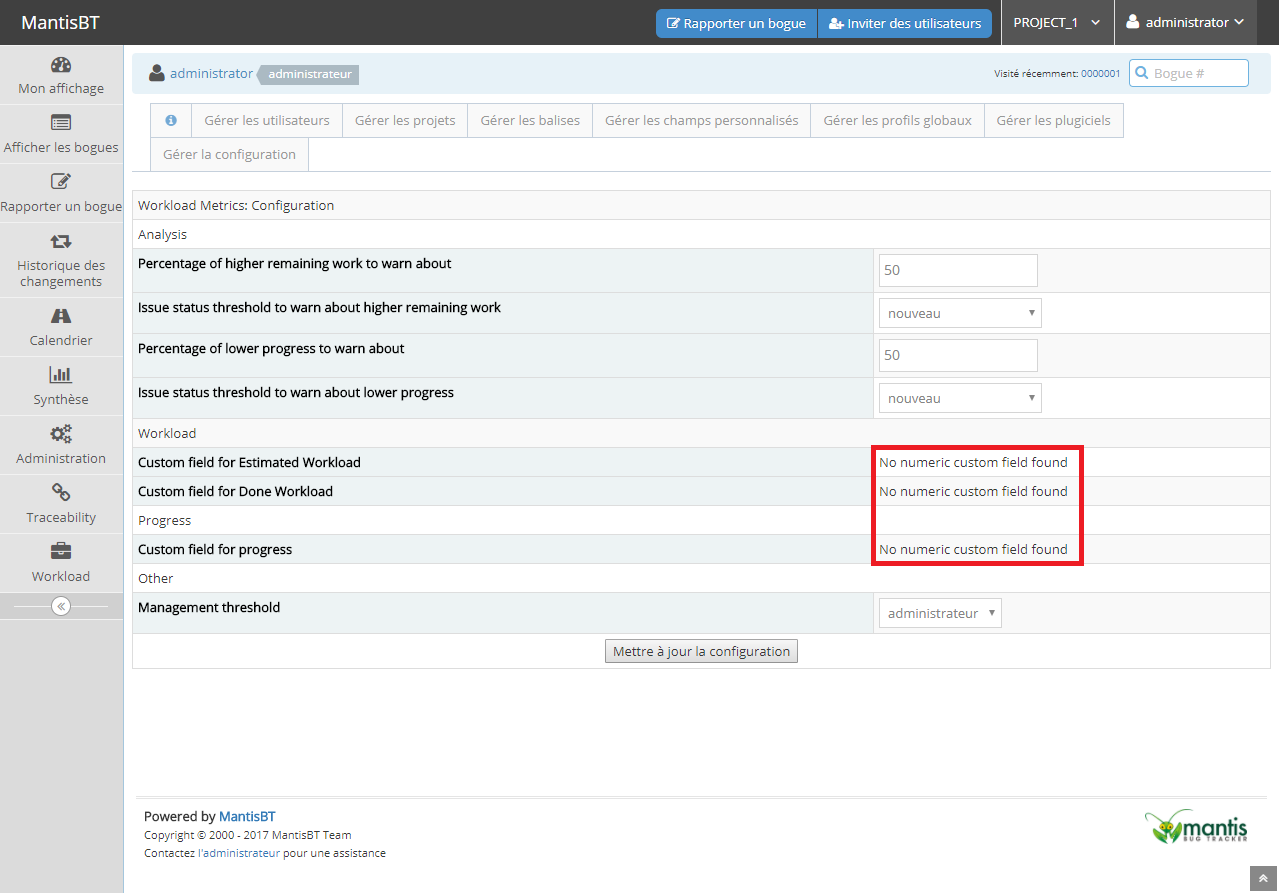 MantisBT
Rapporter un bogue
Inviter des utilisateurs
PROJECT_1
administrator
Mon affichage
Afficher les bogues
Rapporter un bogue
Historique des
changements
Calendrier
Synthèse
Administration
Traceability
Workload
administrator
administrateur
Visité récemment: 0000001
Bogue #
Gérer les utilisateurs
Gérer les projets
Gérer les balises
Gérer les champs personnalisés
Gérer les profils globaux
Gérer les plugiciels
Gérer la configuration
Workload Metrics: Configuration
Analysis
Percentage of higher remaining work to warn about
50
Issue status threshold to warn about higher remaining work
nouveau
Percentage of lower progress to warn about
50
Issue status threshold to warn about lower progress
nouveau
Workload
Custom field for Estimated Workload
No numeric custom field found
Custom field for Done Workload
No numeric custom field found
Progress
Custom field for progress
No numeric custom field found
Other
Management threshold
administrateur
Mettre à jour la configuration
Powered by MantisBT
Copyright © 2000 - 2017 MantisBT Team
Contactez l'administrateur pour une assistance
mantis
BUG TRACKER